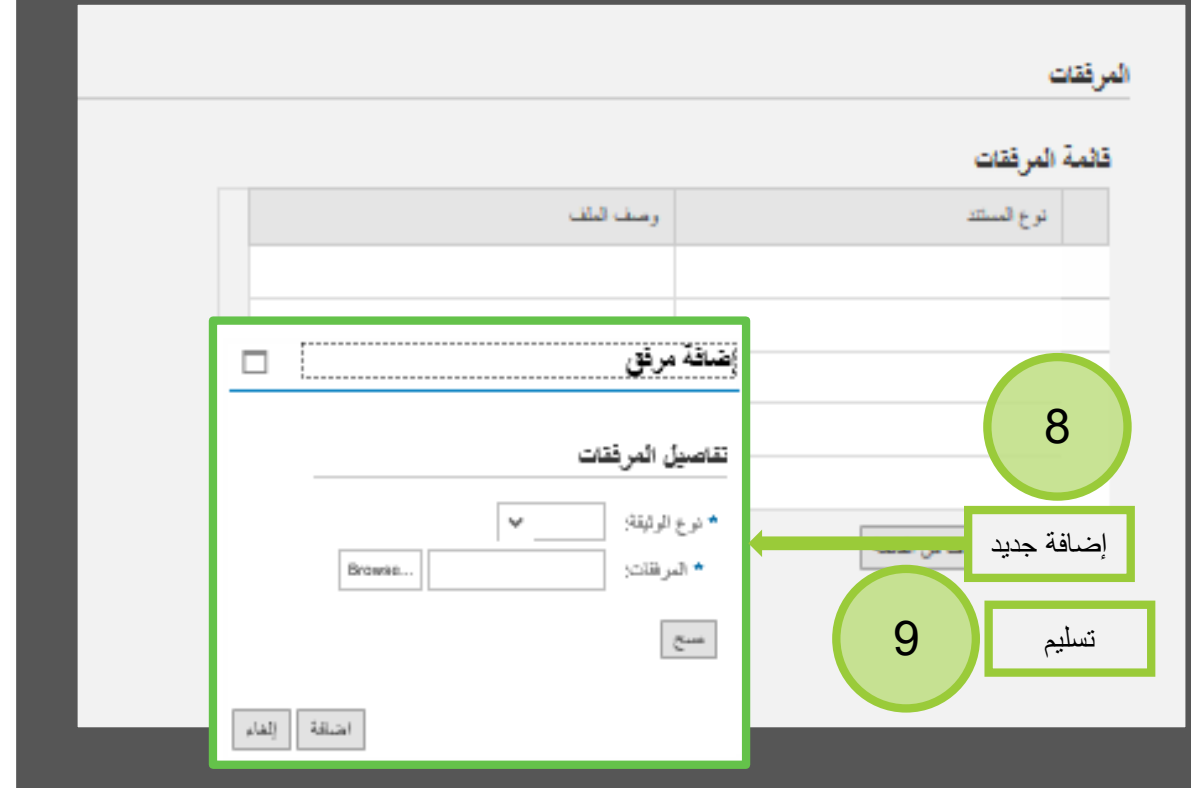 المرفقات
قائمة المرفقات
نوع المستند وصف الملف
إضافة مرفق
تفاصيل المرفقات
* نوع الوثيقة:
* المرفقات: Browse...
مسح
اضافة إلغاء
8
إضافة جديد
9
تسليم